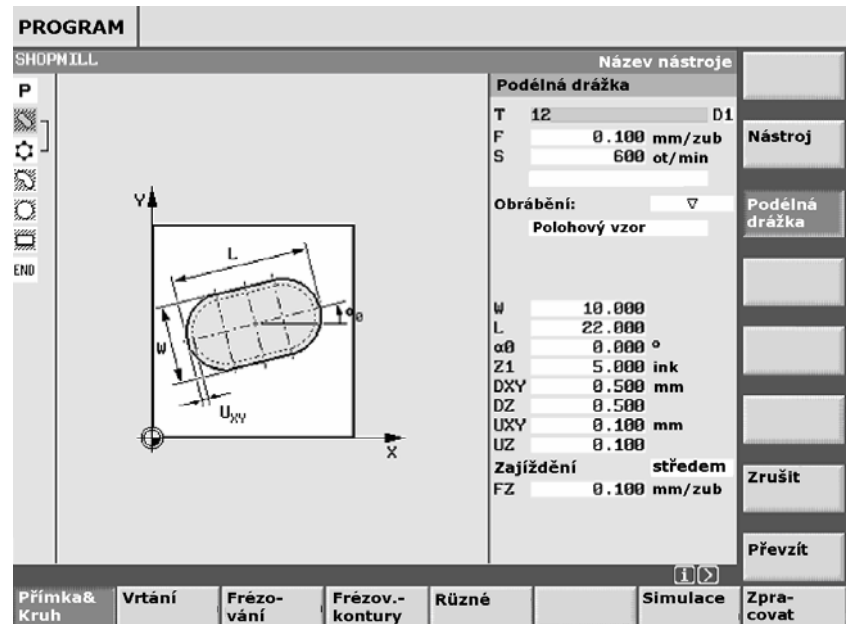 PROGRAM
SHOPMILL
Název nástroje
P
END
Y
L
W
α0
UXY
X
Podélná drážka
T 12 D1
F 0.100 mm/zub
S 600 ot/min
Obrábění: ▽
Polohový vzor
W 10.000
L 22.000
α0 0.000 °
Z1 5.000 ink
DXY 0.500 mm
DZ 0.500
UXY 0.100 mm
UZ 0.100
Zajíždění středem
FZ 0.100 mm/zub
Nástroj
Podélná
drážka
Zrušit
Převzít
i >
Přímka&
Kruh
Vrtání
Frézo-
vání
Frézov.-
kontury
Různé
Simulace
Zpra-
covat